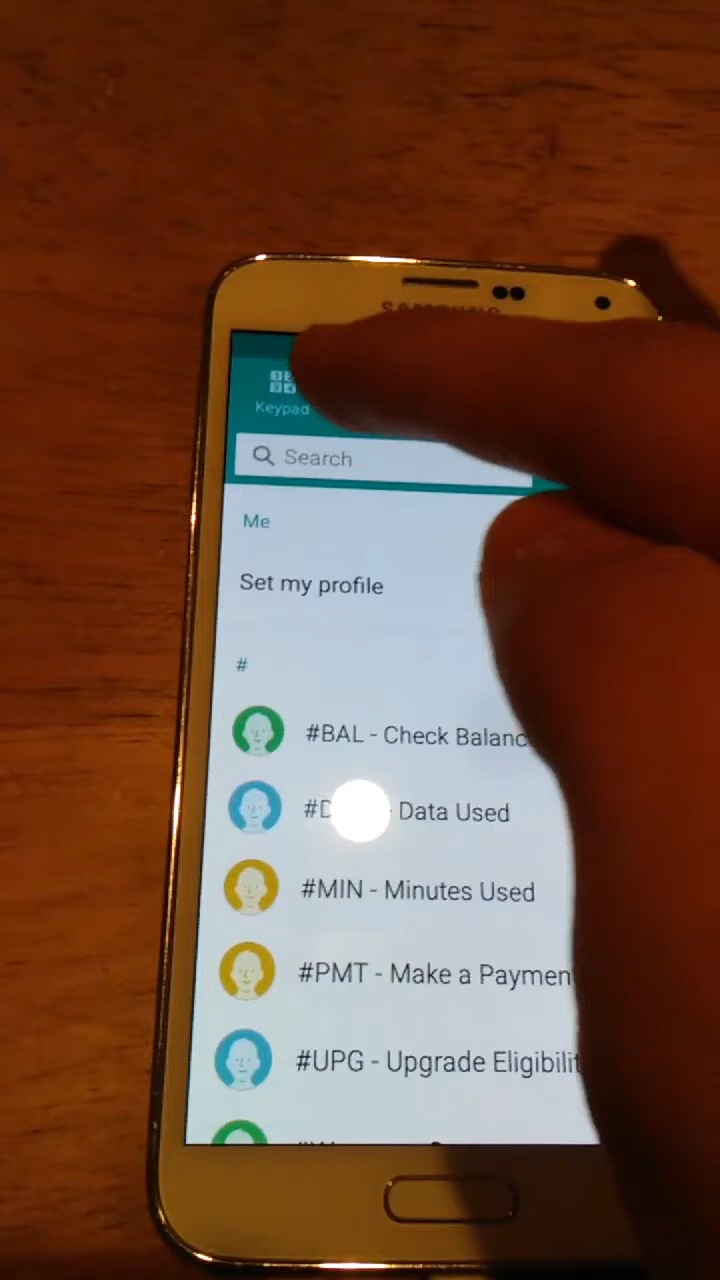 SAMSUNG
Keypad
Search
Me
Set my profile
#
#BAL - Check Balanc
#D Data Used
#MIN - Minutes Used
#PMT - Make a Paymen
#UPG - Upgrade Eligibilit